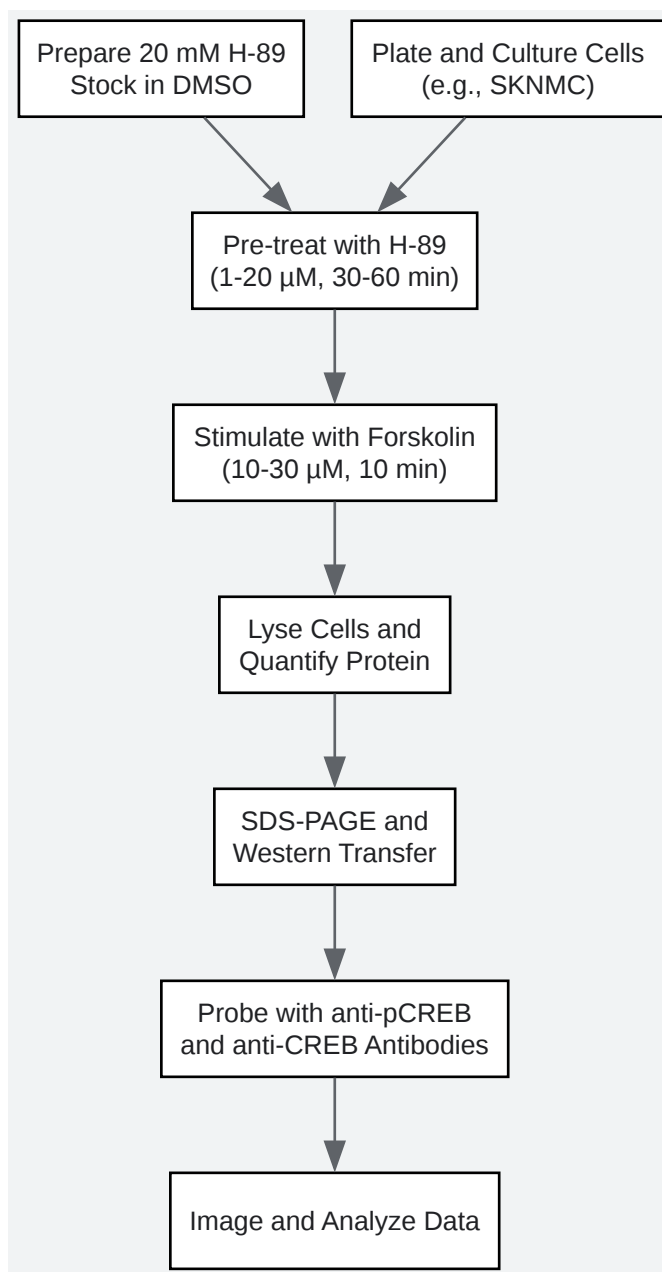 Prepare 20 mM H-89
Stock in DMSO
Plate and Culture Cells
(e.g., SKNMC)
Pre-treat with H-89
(1-20 µM, 30-60 min)
Stimulate with Forskolin
(10-30 µM, 10 min)
Lyse Cells and
Quantify Protein
SDS-PAGE and
Western Transfer
Probe with anti-pCREB
and anti-CREB Antibodies
Image and Analyze Data